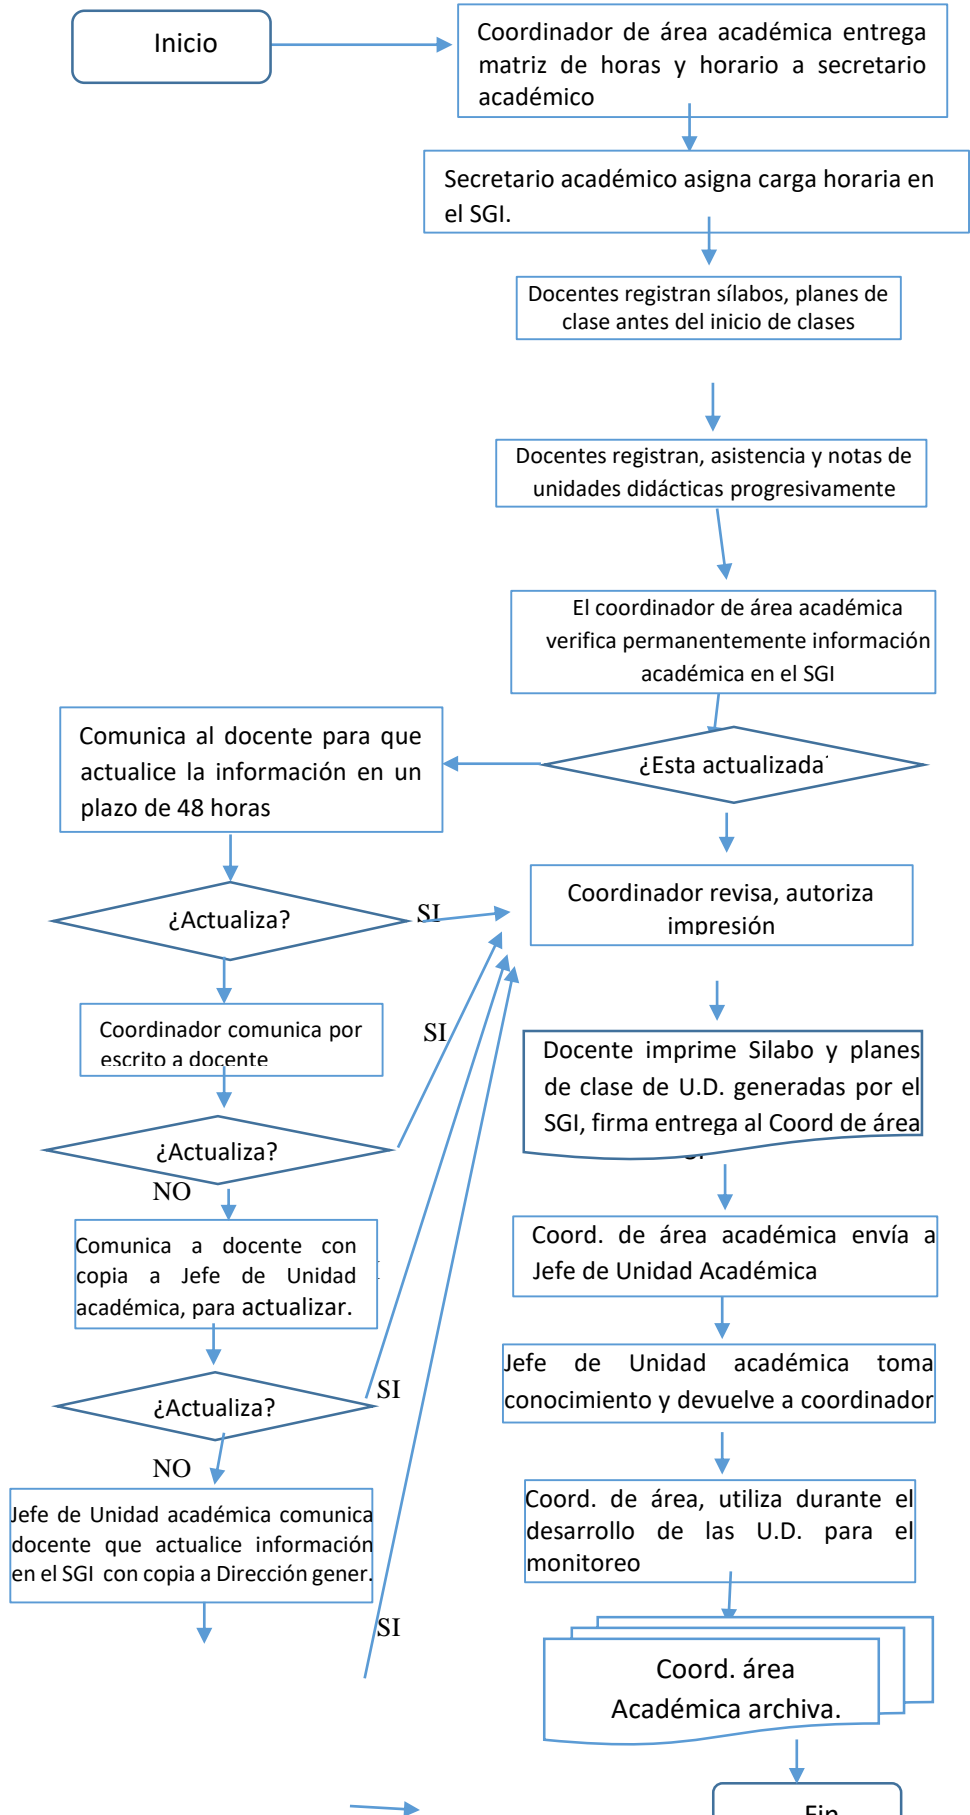 Inicio
Coordinador de área académica entrega
matriz de horas y horario a secretario
académico
Secretario académico asigna carga horaria en
el SGI.
Docentes registran sílabos, planes de
clase antes del inicio de clases
Docentes registran, asistencia y notas de
unidades didácticas progresivamente
El coordinador de área académica
verifica permanentemente información
académica en el SGI
¿Esta actualizada
Comunica al docente para que
actualice la información en un
plazo de 48 horas
¿Actualiza?
SI
Coordinador revisa, autoriza
impresión
Coordinador comunica por
escrito a docente
SI
¿Actualiza?
NO
Docente imprime Silabo y planes
de clase de U.D. generadas por el
SGI, firma entrega al Coord de área
Comunica a docente con
copia a Jefe de Unidad
académica, para actualizar.
Coord. de área académica envía a
Jefe de Unidad Académica
¿Actualiza?
SI
NO
Jefe de Unidad académica toma
conocimiento y devuelve a coordinador
Jefe de Unidad académica comunica
docente que actualice información
en el SGI con copia a Dirección gener.
Coord. de área, utiliza durante el
desarrollo de las U.D. para el
monitoreo
SI
Coord. área
Académica archiva.
Fin